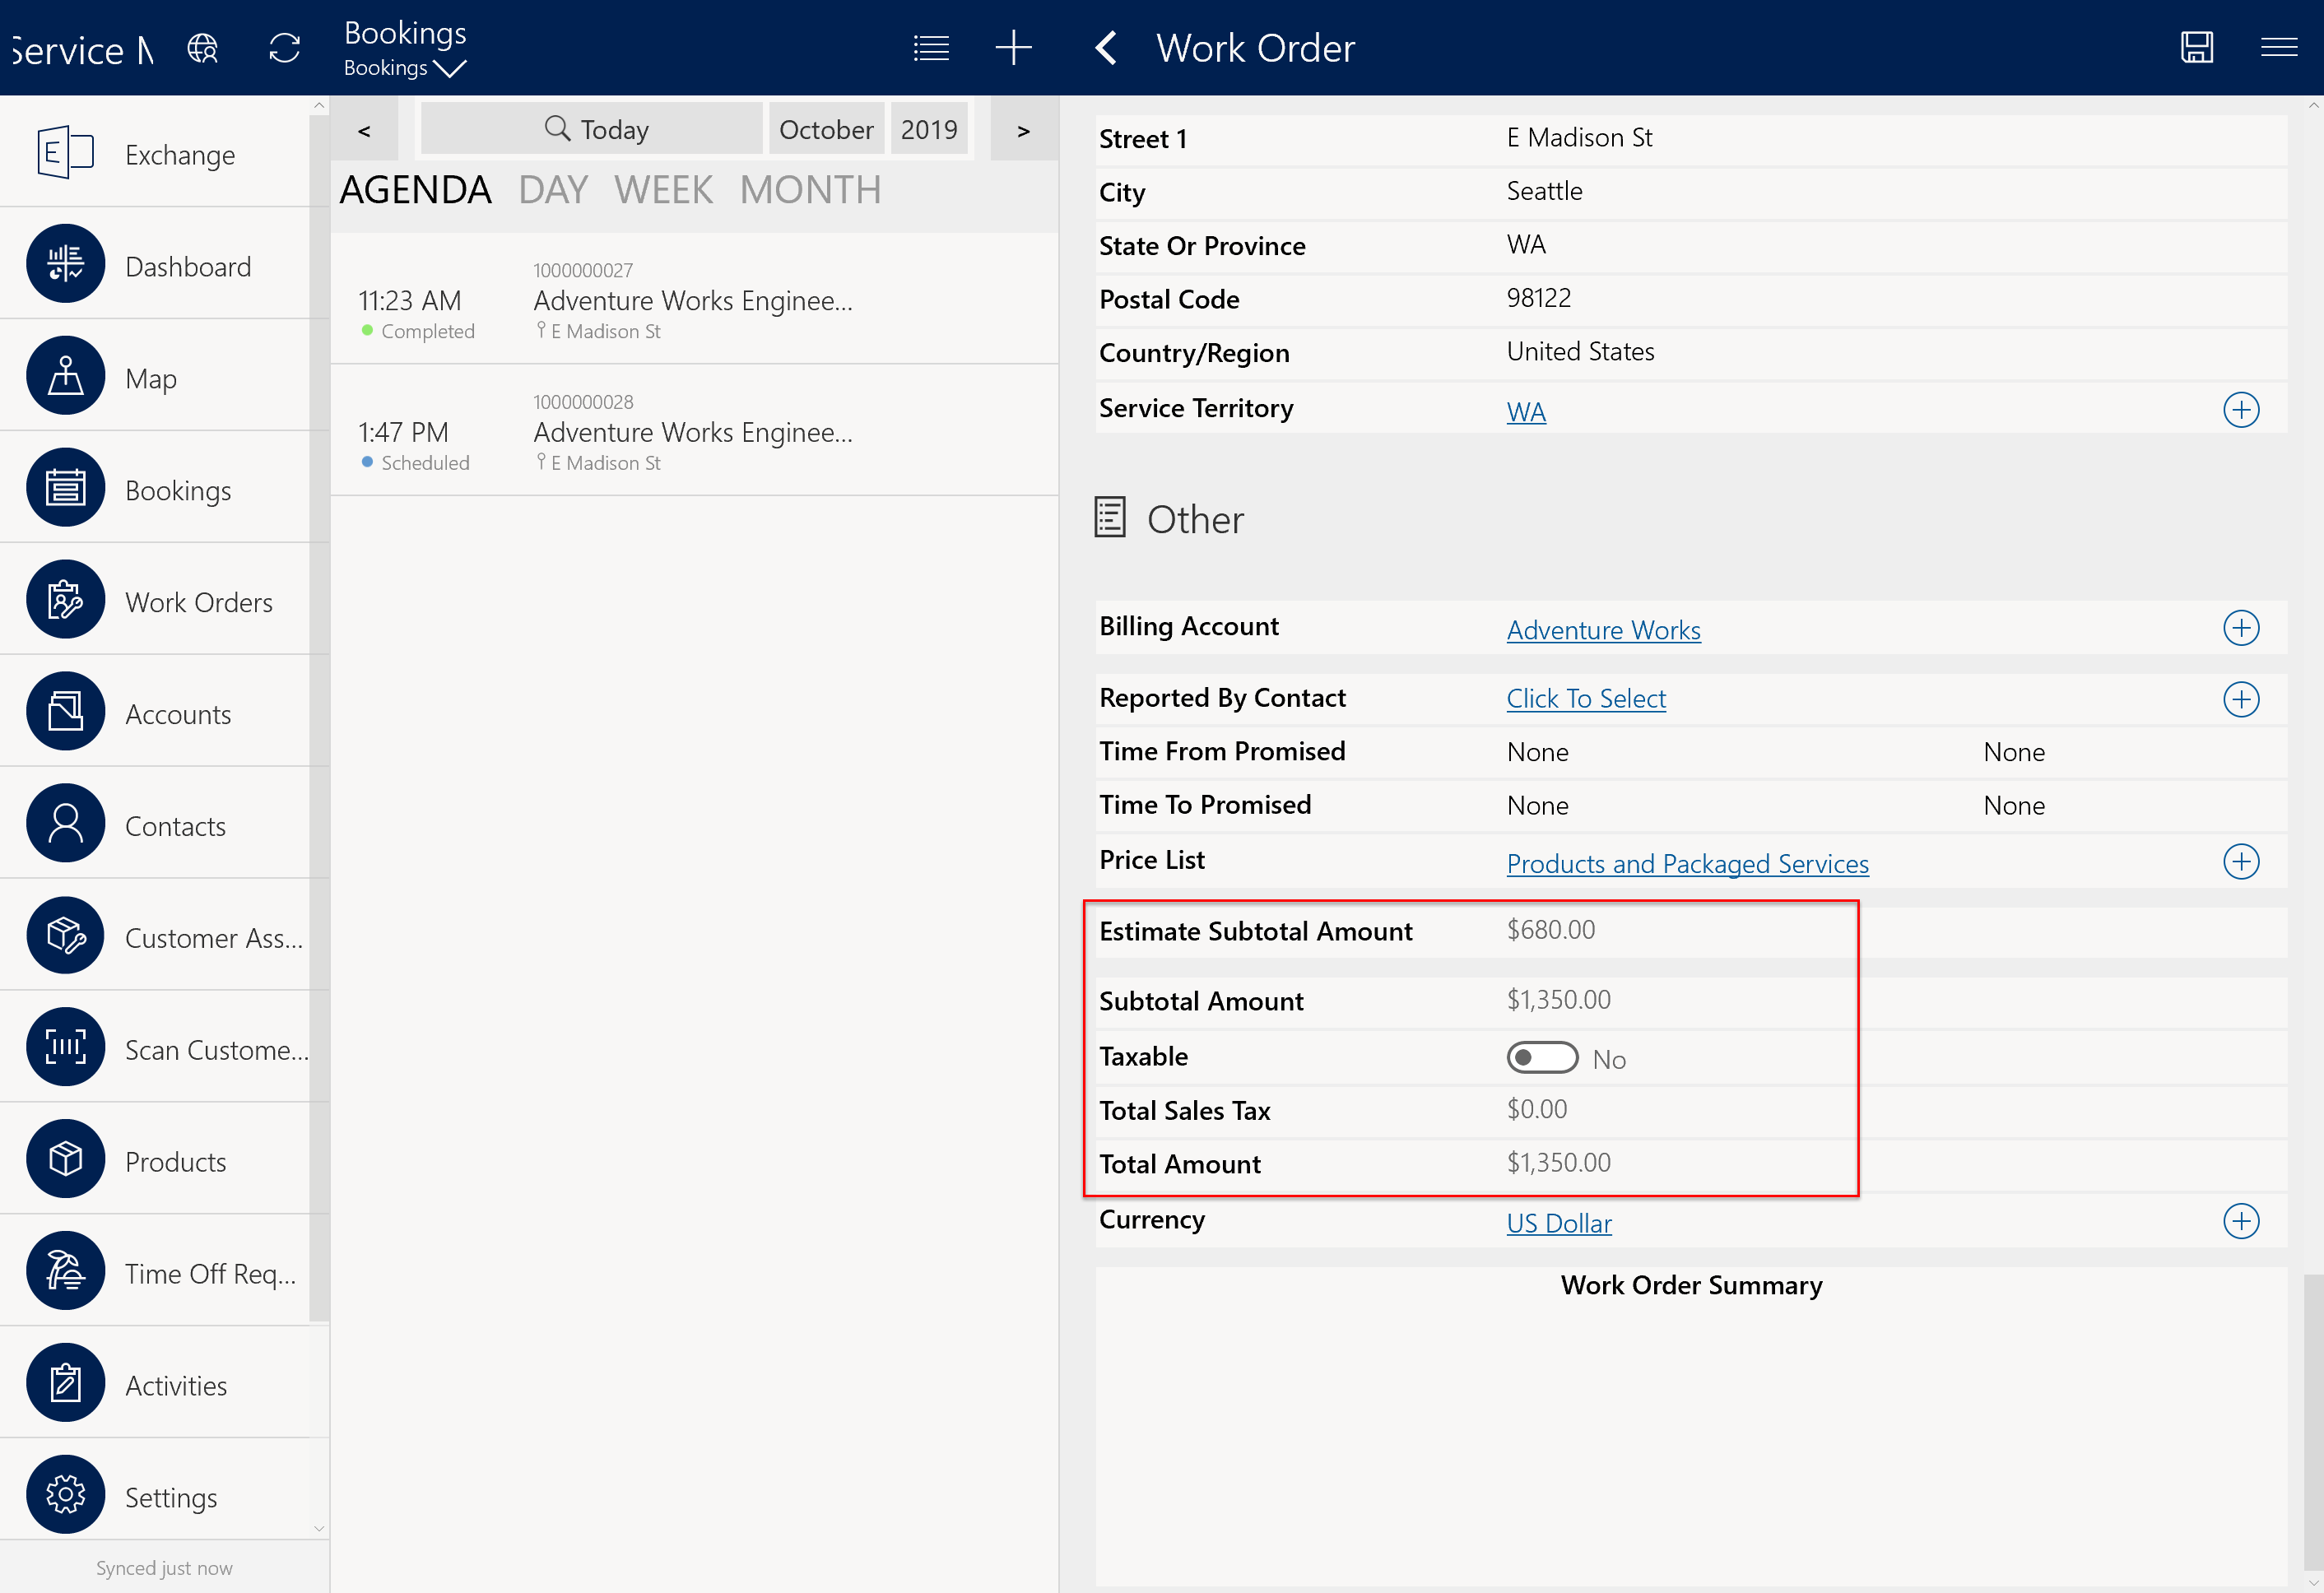 Service M
Bookings
Bookings
Work Order
Exchange
Dashboard
Map
Bookings
Work Orders
Accounts
Contacts
Customer Ass...
Scan Custome...
Products
Time Off Req...
Activities
Settings
Synced just now
< Today October 2019 >
AGENDA DAY WEEK MONTH
1000000027
11:23 AM Adventure Works Enginee...
Completed E Madison St
1000000028
1:47 PM Adventure Works Enginee...
Scheduled E Madison St
Street 1 E Madison St
City Seattle
State Or Province WA
Postal Code 98122
Country/Region United States
Service Territory WA
Other
Billing Account Adventure Works
Reported By Contact Click To Select
Time From Promised None None
Time To Promised None None
Price List Products and Packaged Services
Estimate Subtotal Amount $680.00
Subtotal Amount $1,350.00
Taxable No
Total Sales Tax $0.00
Total Amount $1,350.00
Currency US Dollar
Work Order Summary